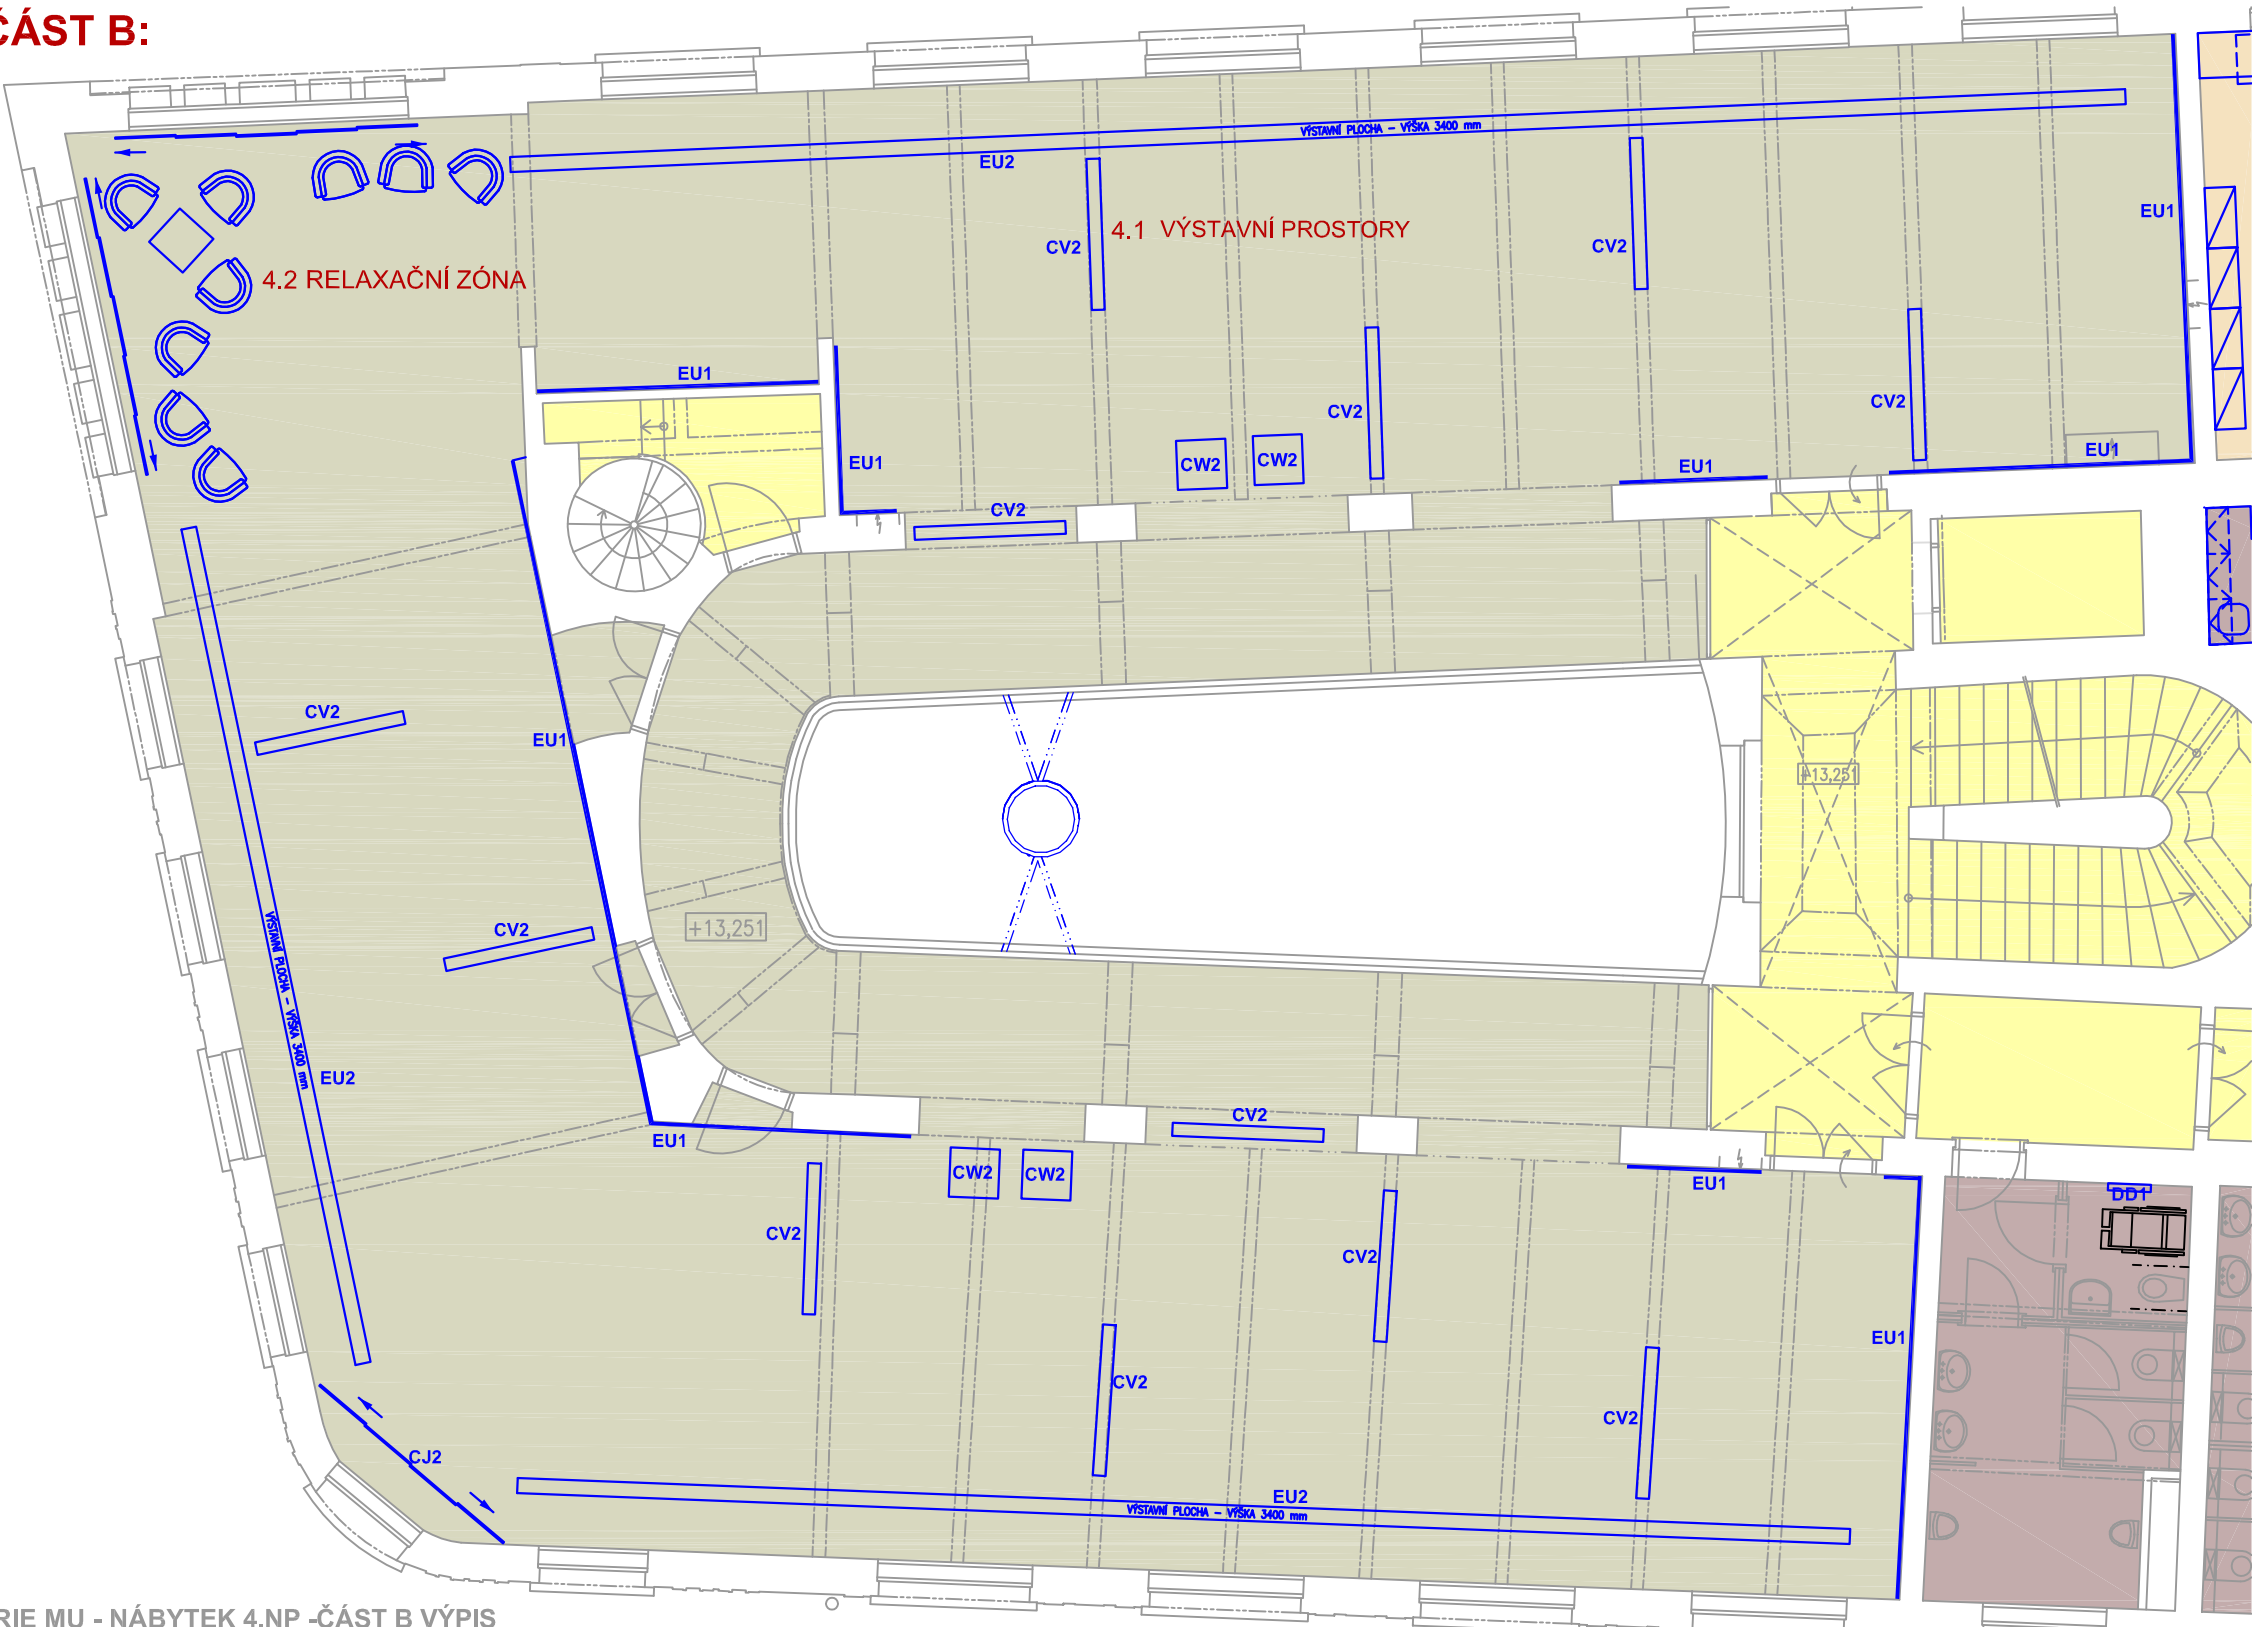 ČÁST B:
VÝSTAVNÍ PLOCHA - VÝŠKA 3400 mm
EU2
EU1
CV2
4.1 VÝSTAVNÍ PROSTORY
CV2
4.2 RELAXAČNÍ ZÓNA
EU1
CV2
CV2
EU1
CW2
CW2
EU1
EU1
CV2
CV2
EU1
+13,251
CV2
+13,251
VÝSTAVNÍ PLOCHA - VÝŠKA 3400 mm
EU2
CV2
EU1
CW2
CW2
EU1
DD1
CV2
CV2
EU1
CV2
CV2
CJ2
EU2
VÝSTAVNÍ PLOCHA - VÝŠKA 3400 mm
RIE MU - NÁBYTEK 4.NP -ČÁST B VÝPIS